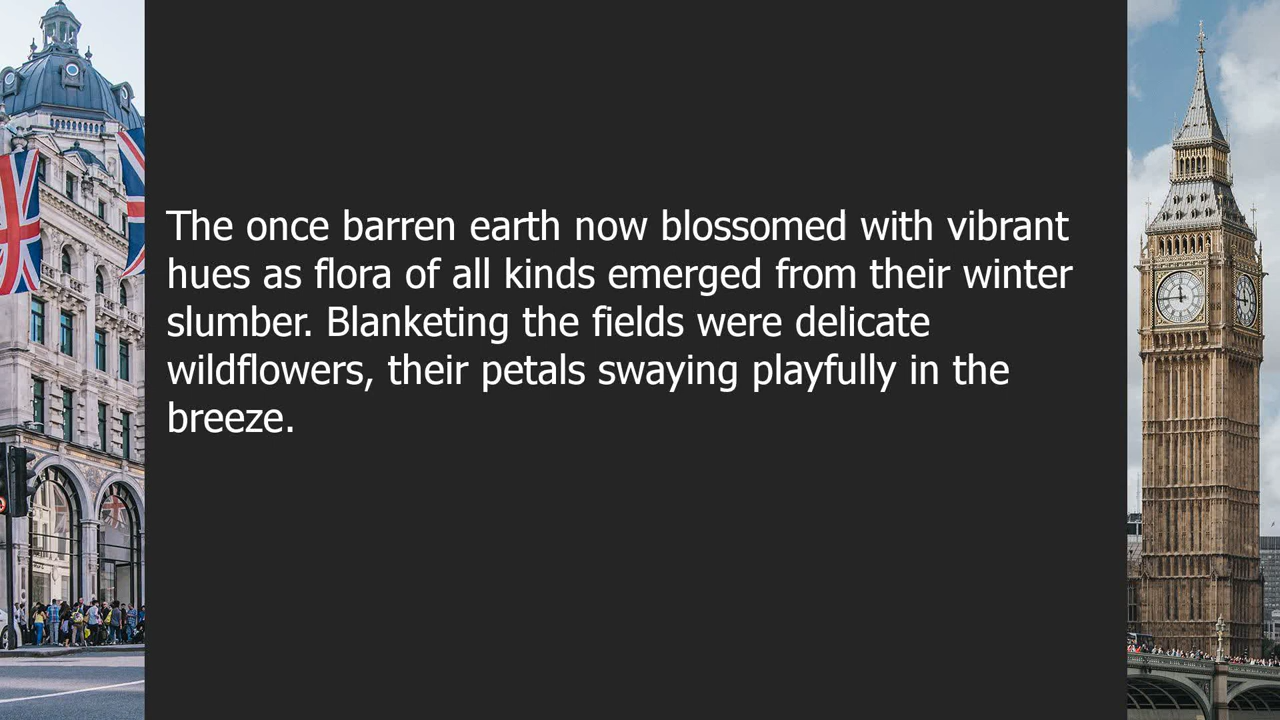 The once barren earth now blossomed with vibrant
hues as flora of all kinds emerged from their winter
slumber. Blanketing the fields were delicate
wildflowers, their petals swaying playfully in the
breeze.